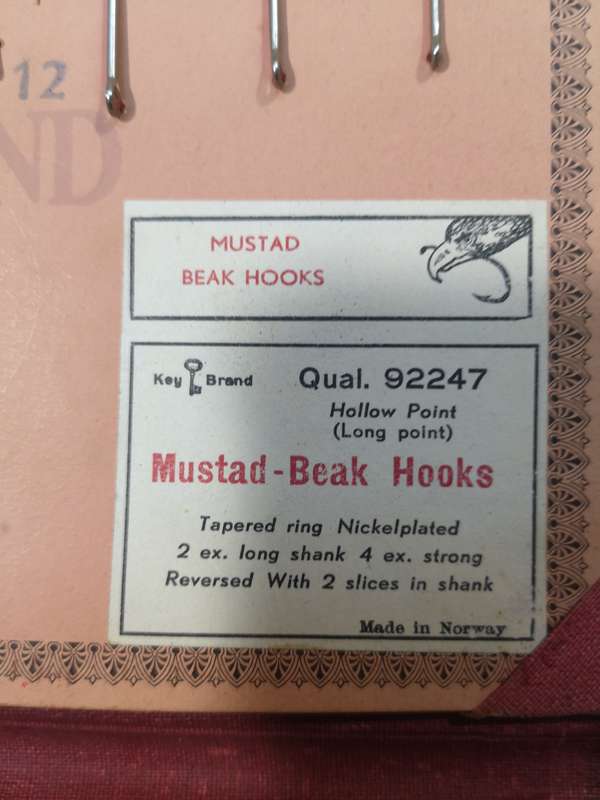 12
ND
MUSTAD
BEAK HOOKS
Key Brand
Qual. 92247
Hollow Point
(Long point)
Mustad-Beak Hooks
Tapered ring Nickelplated
2 ex. long shank 4 ex. strong
Reversed With 2 slices in shank
Made in Norway